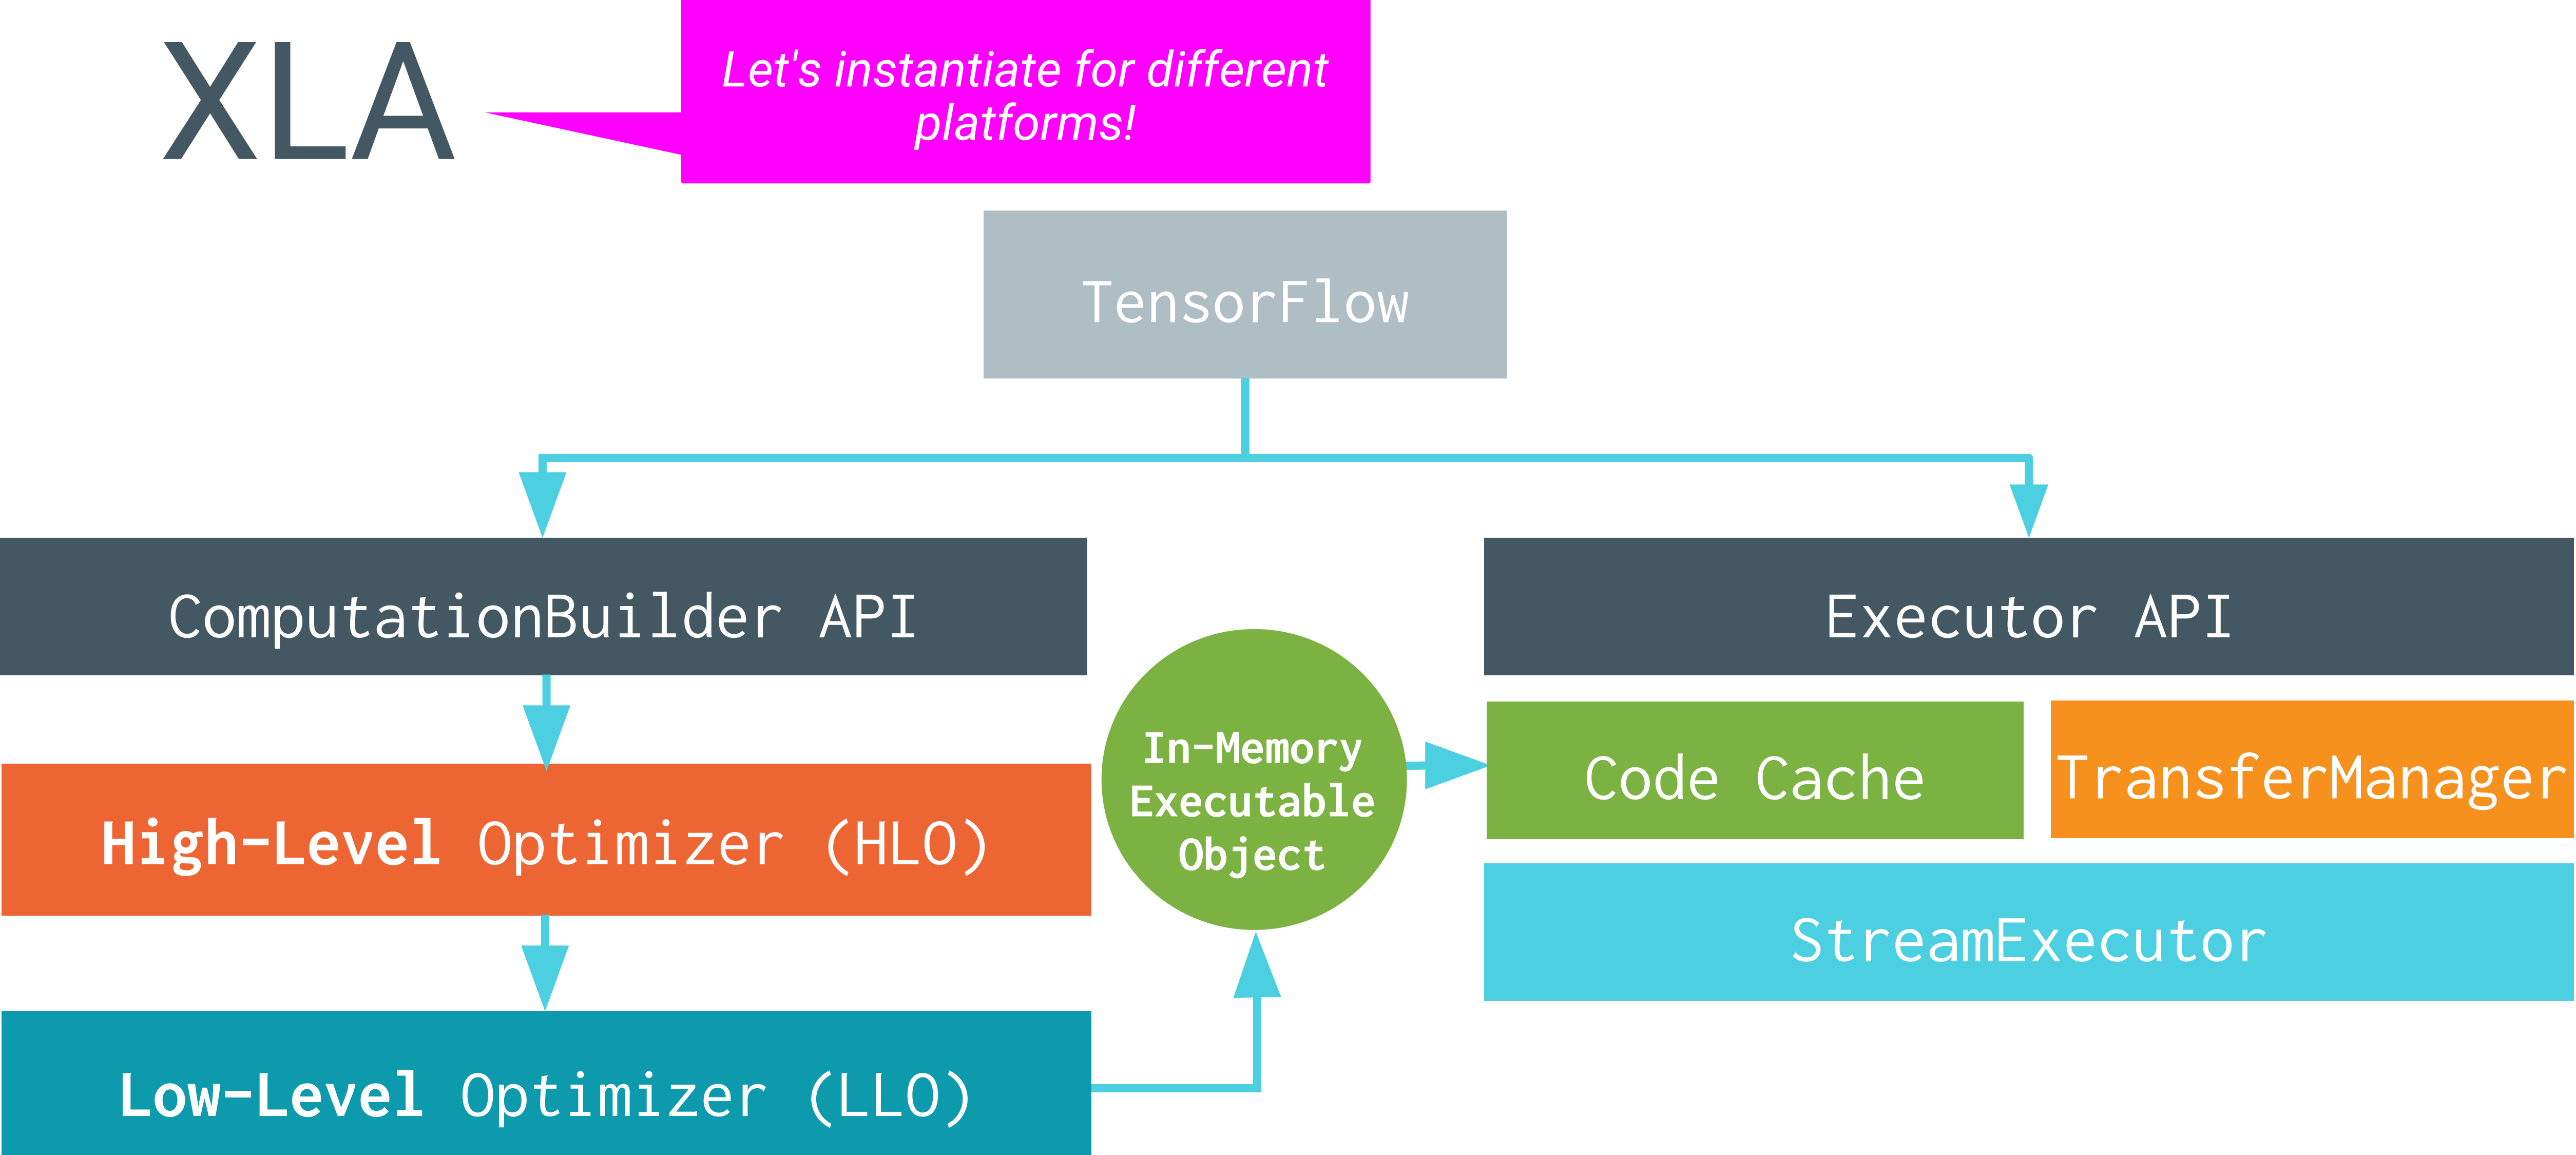 XLA
Let's instantiate for different
platforms!
TensorFlow
ComputationBuilder API
Executor API
In-Memory
Executable
Object
Code Cache
TransferManager
High-Level Optimizer (HLO)
StreamExecutor
Low-Level Optimizer (LLO)